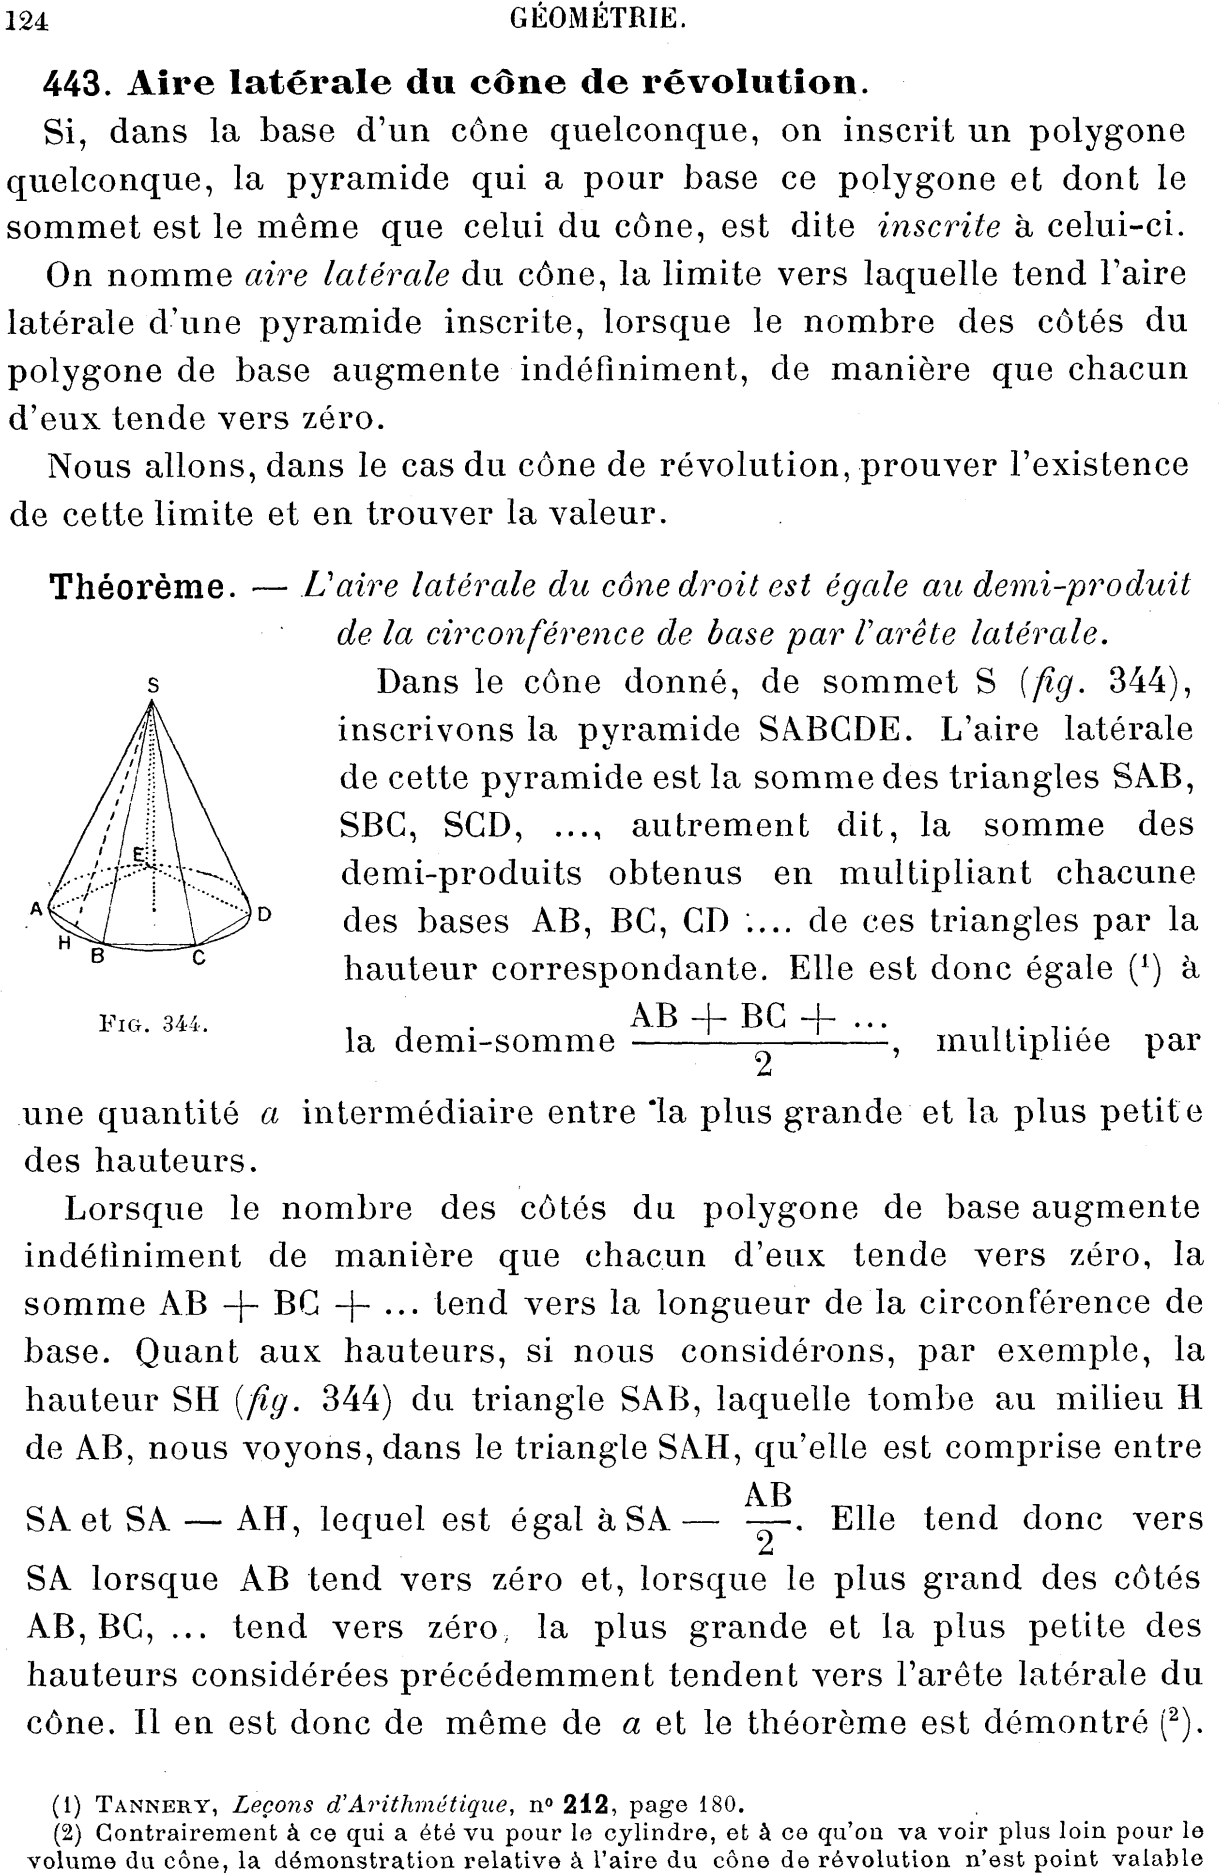 124 GÉOMÉTRIE.
443. Aire latérale du cône de révolution.
Si, dans la base d'un cône quelconque, on inscrit un polygone
quelconque, la pyramide qui a pour base ce polygone et dont le
sommet est le même que celui du cône, est dite inscrite à celui-ci.
On nomme aire latérale du cône, la limite vers laquelle tend l'aire
latérale d'une pyramide inscrite, lorsque le nombre des côtés du
polygone de base augmente indéfiniment, de manière que chacun
d'eux tende vers zéro.
Nous allons, dans le cas du cône de révolution, prouver l'existence
de cette limite et en trouver la valeur.
Théorème. — L'aire latérale du cône droit est égale au demi-produit
de la circonférence de base par l'arête latérale.
Dans le cône donné, de sommet S (fig. 344),
inscrivons la pyramide SABCDE. L'aire latérale
de cette pyramide est la somme des triangles SAB,
SBC, SCD, ..., autrement dit, la somme des
demi-produits obtenus en multipliant chacune
des bases AB, BC, CD .... de ces triangles par la
hauteur correspondante. Elle est donc égale (¹) à
la demi-somme (AB + BC + ...)/2, multipliée par
S
E
A
D
H
B
C
FIG. 344.
une quantité a intermédiaire entre la plus grande et la plus petite
des hauteurs.
Lorsque le nombre des côtés du polygone de base augmente
indéfiniment de manière que chacun d'eux tende vers zéro, la
somme AB + BC + ... tend vers la longueur de la circonférence de
base. Quant aux hauteurs, si nous considérons, par exemple, la
hauteur SH (fig. 344) du triangle SAB, laquelle tombe au milieu H
de AB, nous voyons, dans le triangle SAH, qu'elle est comprise entre
SA et SA — AH, lequel est égal à SA — AB/2. Elle tend donc vers
SA lorsque AB tend vers zéro et, lorsque le plus grand des côtés
AB, BC, ... tend vers zéro, la plus grande et la plus petite des
hauteurs considérées précédemment tendent vers l'arête latérale du
cône. Il en est donc de même de a et le théorème est démontré (²).
(1) TANNERY, Leçons d'Arithmétique, nº 212, page 180.
(2) Contrairement à ce qui a été vu pour le cylindre, et à ce qu'on va voir plus loin pour le
volume du cône, la démonstration relative à l'aire du cône de révolution n'est point valable